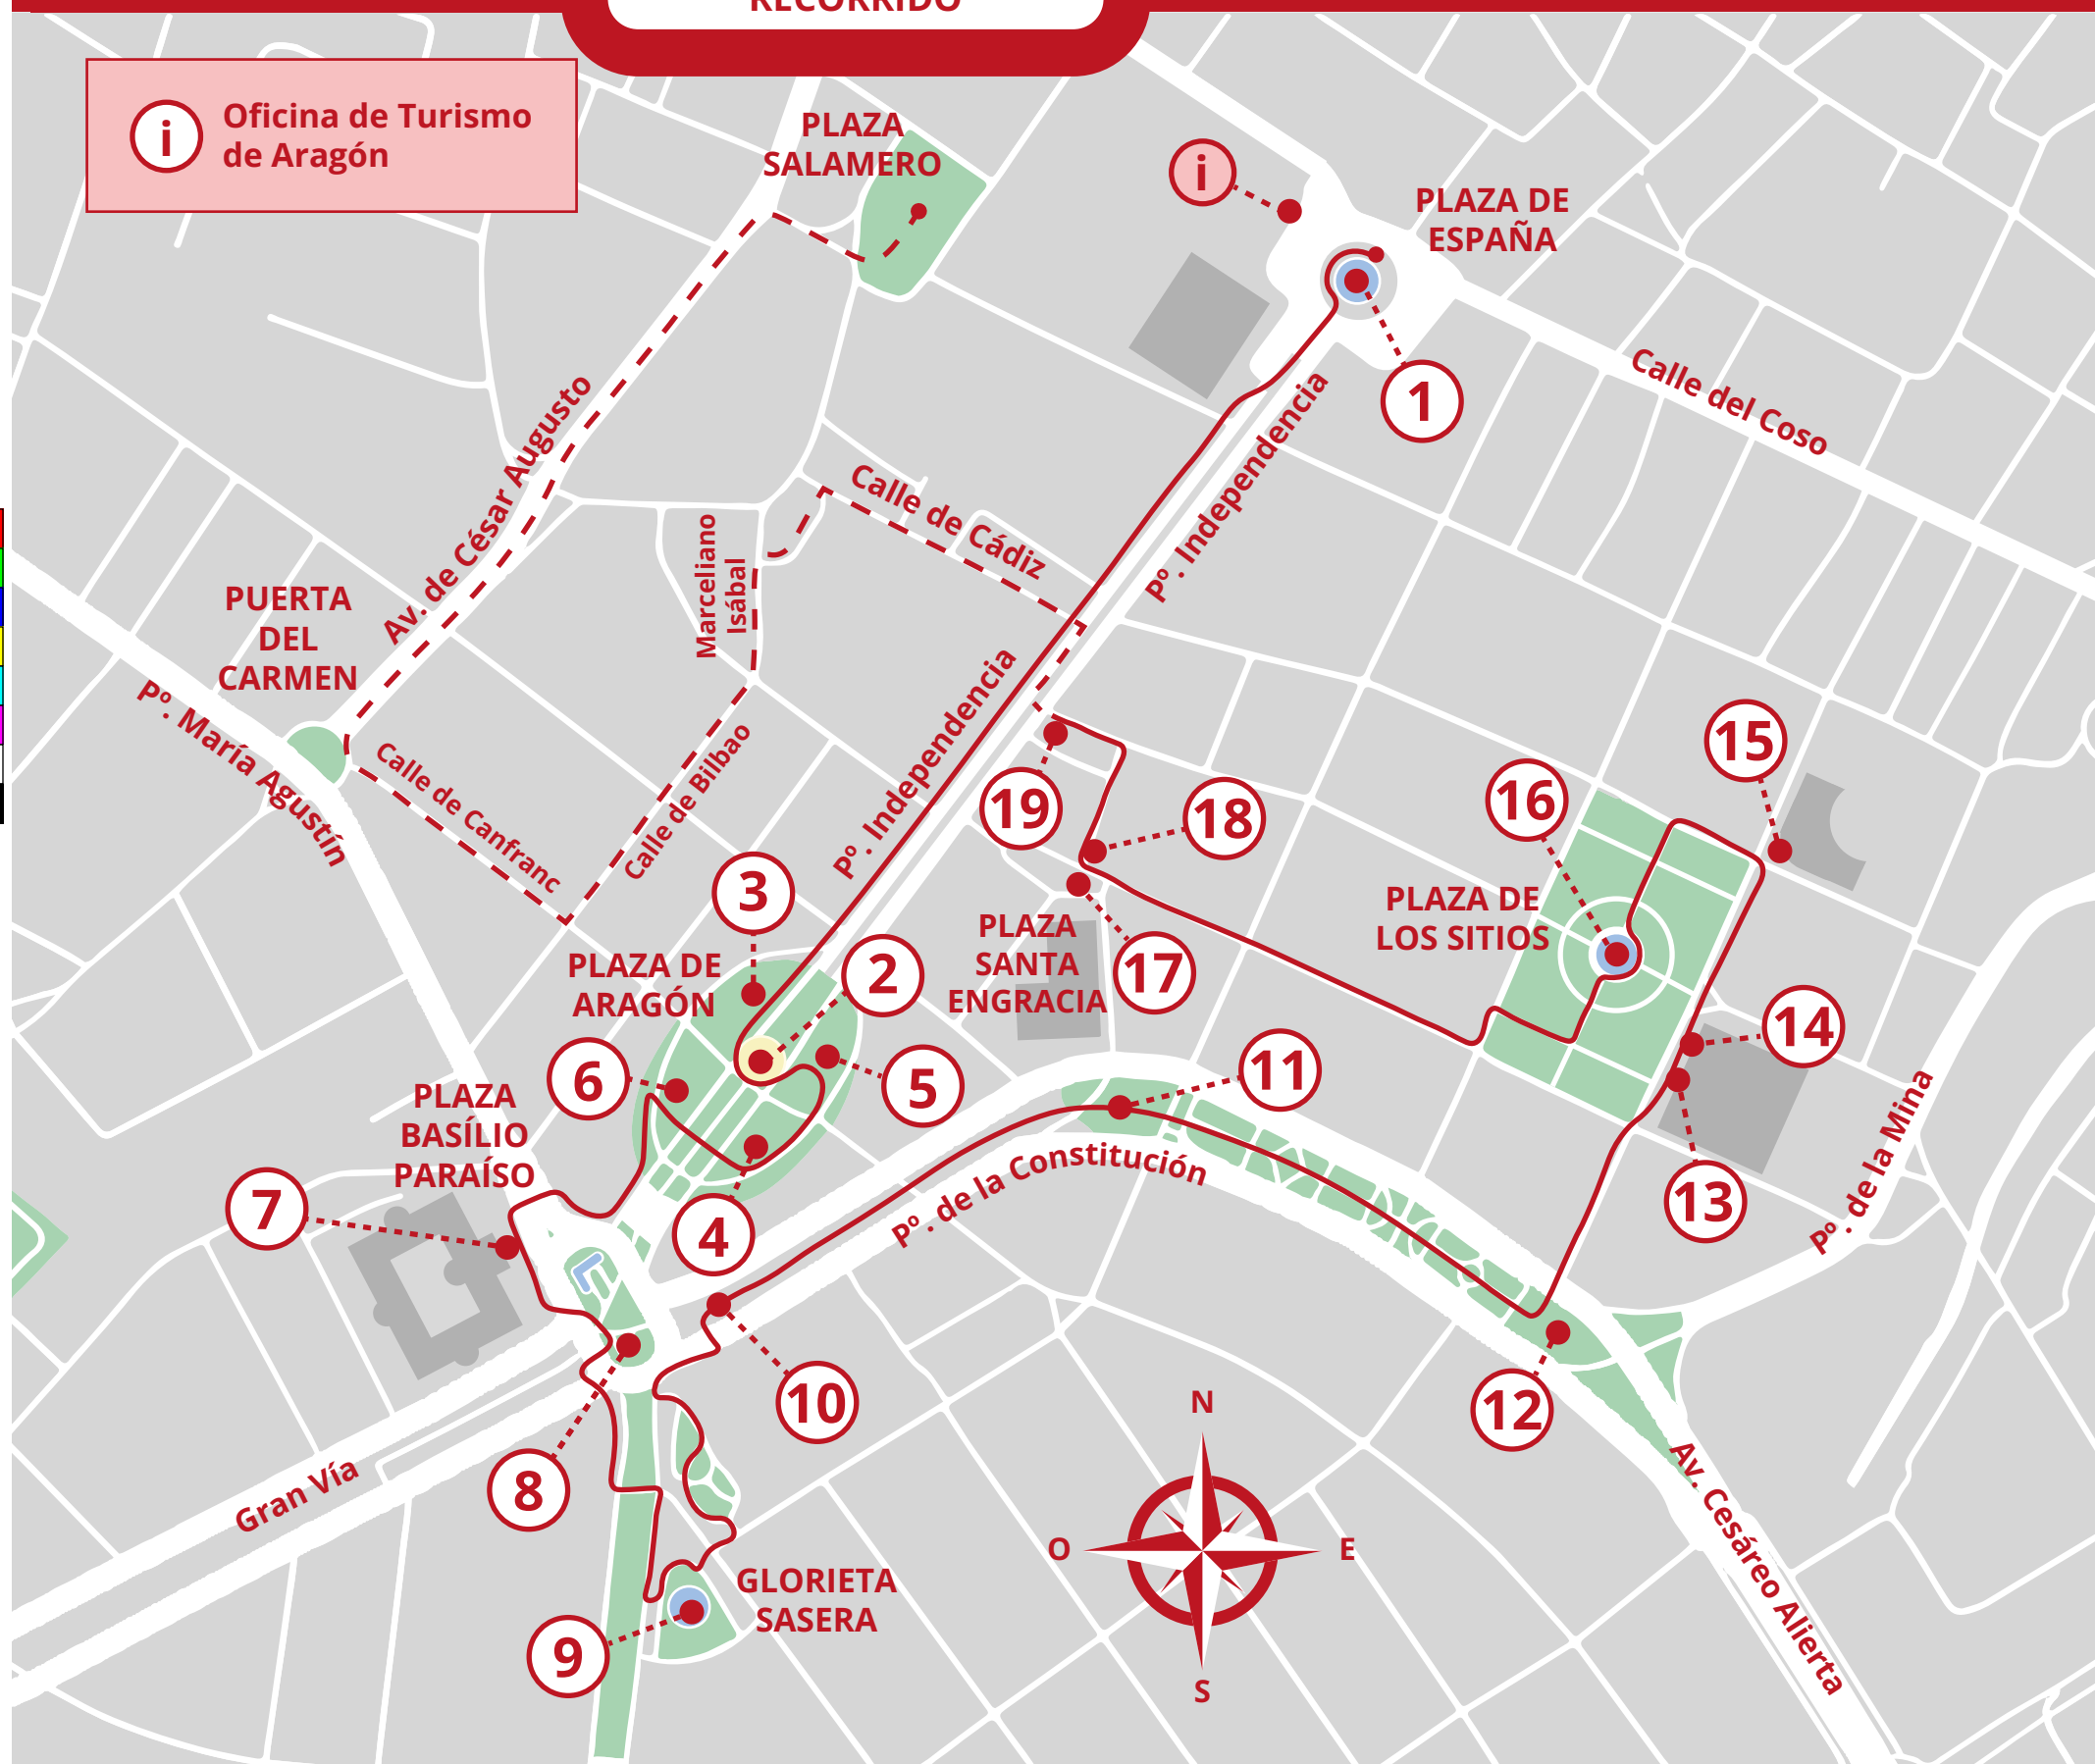 RECORRIDO
i
Oficina de Turismo
de Aragón
PLAZA
SALAMERO
i
PLAZA DE
ESPAÑA
1
Calle del Coso
Av. de César Augusto
Calle de Cádiz
Pº. Independencia
Marceliano
Isábal
PUERTA
DEL
CARMEN
Pº. María Agustín
Calle de Canfranc
Calle de Bilbao
Pº. Independencia
15
16
19
18
3
PLAZA DE
LOS SITIOS
PLAZA
SANTA
ENGRACIA
17
2
PLAZA DE
ARAGÓN
14
6
5
11
PLAZA
BASÍLIO
PARAÍSO
Pº. de la Mina
Pº. de la Constitución
7
4
13
10
12
N
O
E
S
8
Gran Vía
Av. Cesáreo Alierta
GLORIETA
SASERA
9